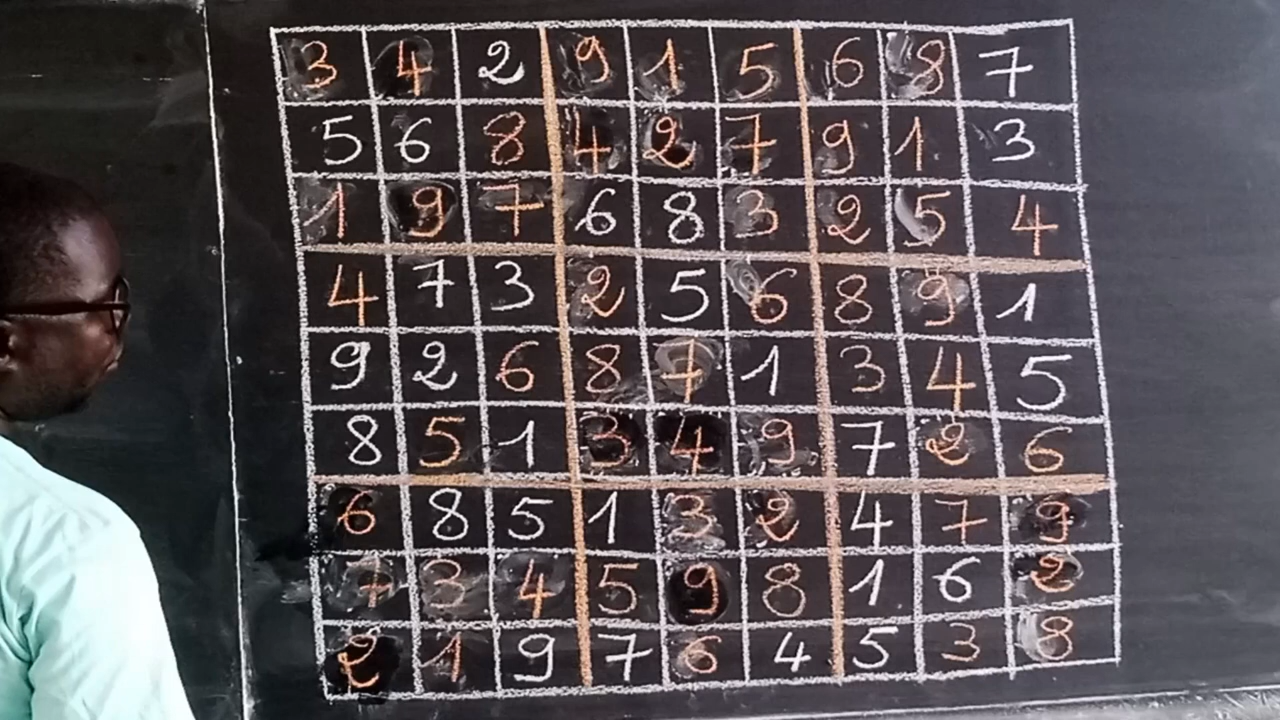 3 4 2 9 1 5 6 8 7
5 6 8 4 2 7 9 1 3
1 9 7 6 8 3 2 5 4
4 7 3 2 5 6 8 9 1
9 2 6 8 7 1 3 4 5
8 5 1 3 4 9 7 2 6
6 8 5 1 3 2 4 7 9
7 3 4 5 9 8 1 6 2
2 1 9 7 6 4 5 3 8